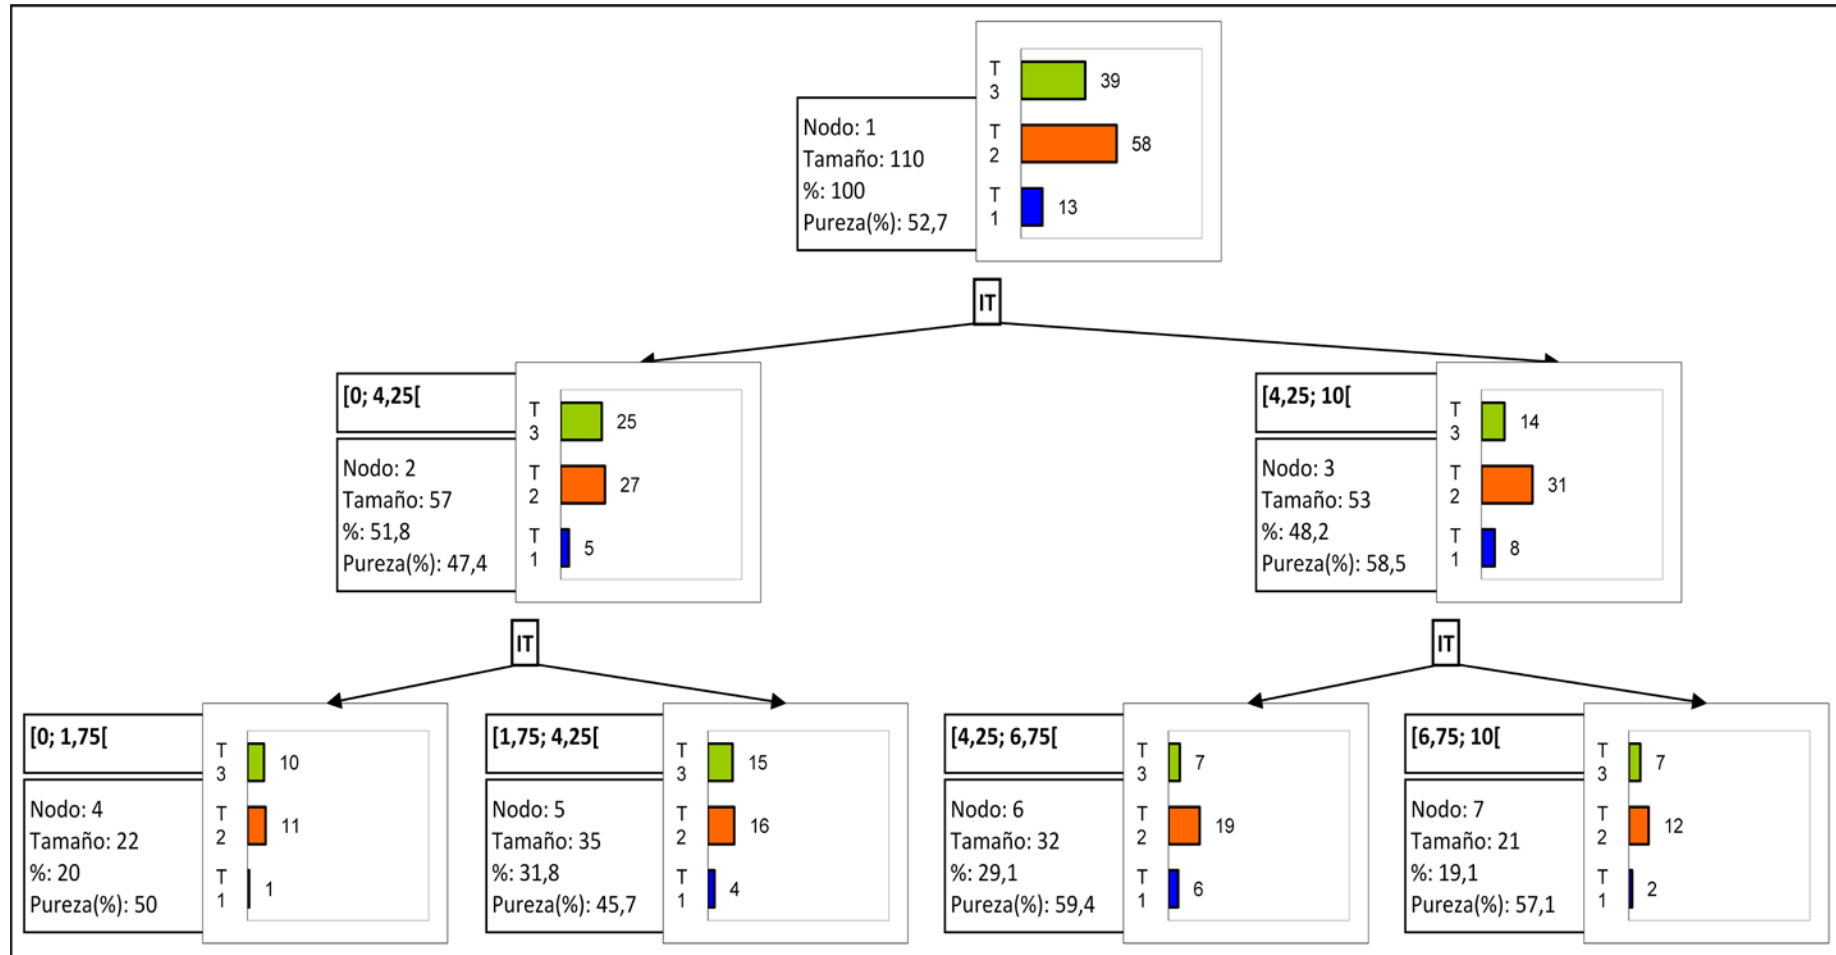 T
3
39
T
2
58
T
1
13
Nodo: 1
Tamaño: 110
%: 100
Pureza(%): 52,7
IT
[0; 4,25[
Nodo: 2
Tamaño: 57
%: 51,8
Pureza(%): 47,4
T
3
25
T
2
27
T
1
5
[4,25; 10[
Nodo: 3
Tamaño: 53
%: 48,2
Pureza(%): 58,5
T
3
14
T
2
31
T
1
8
IT
IT
[0; 1,75[
Nodo: 4
Tamaño: 22
%: 20
Pureza(%): 50
T
3
10
T
2
11
T
1
1
[1,75; 4,25[
Nodo: 5
Tamaño: 35
%: 31,8
Pureza(%): 45,7
T
3
15
T
2
16
T
1
4
[4,25; 6,75[
Nodo: 6
Tamaño: 32
%: 29,1
Pureza(%): 59,4
T
3
7
T
2
19
T
1
6
[6,75; 10[
Nodo: 7
Tamaño: 21
%: 19,1
Pureza(%): 57,1
T
3
7
T
2
12
T
1
2